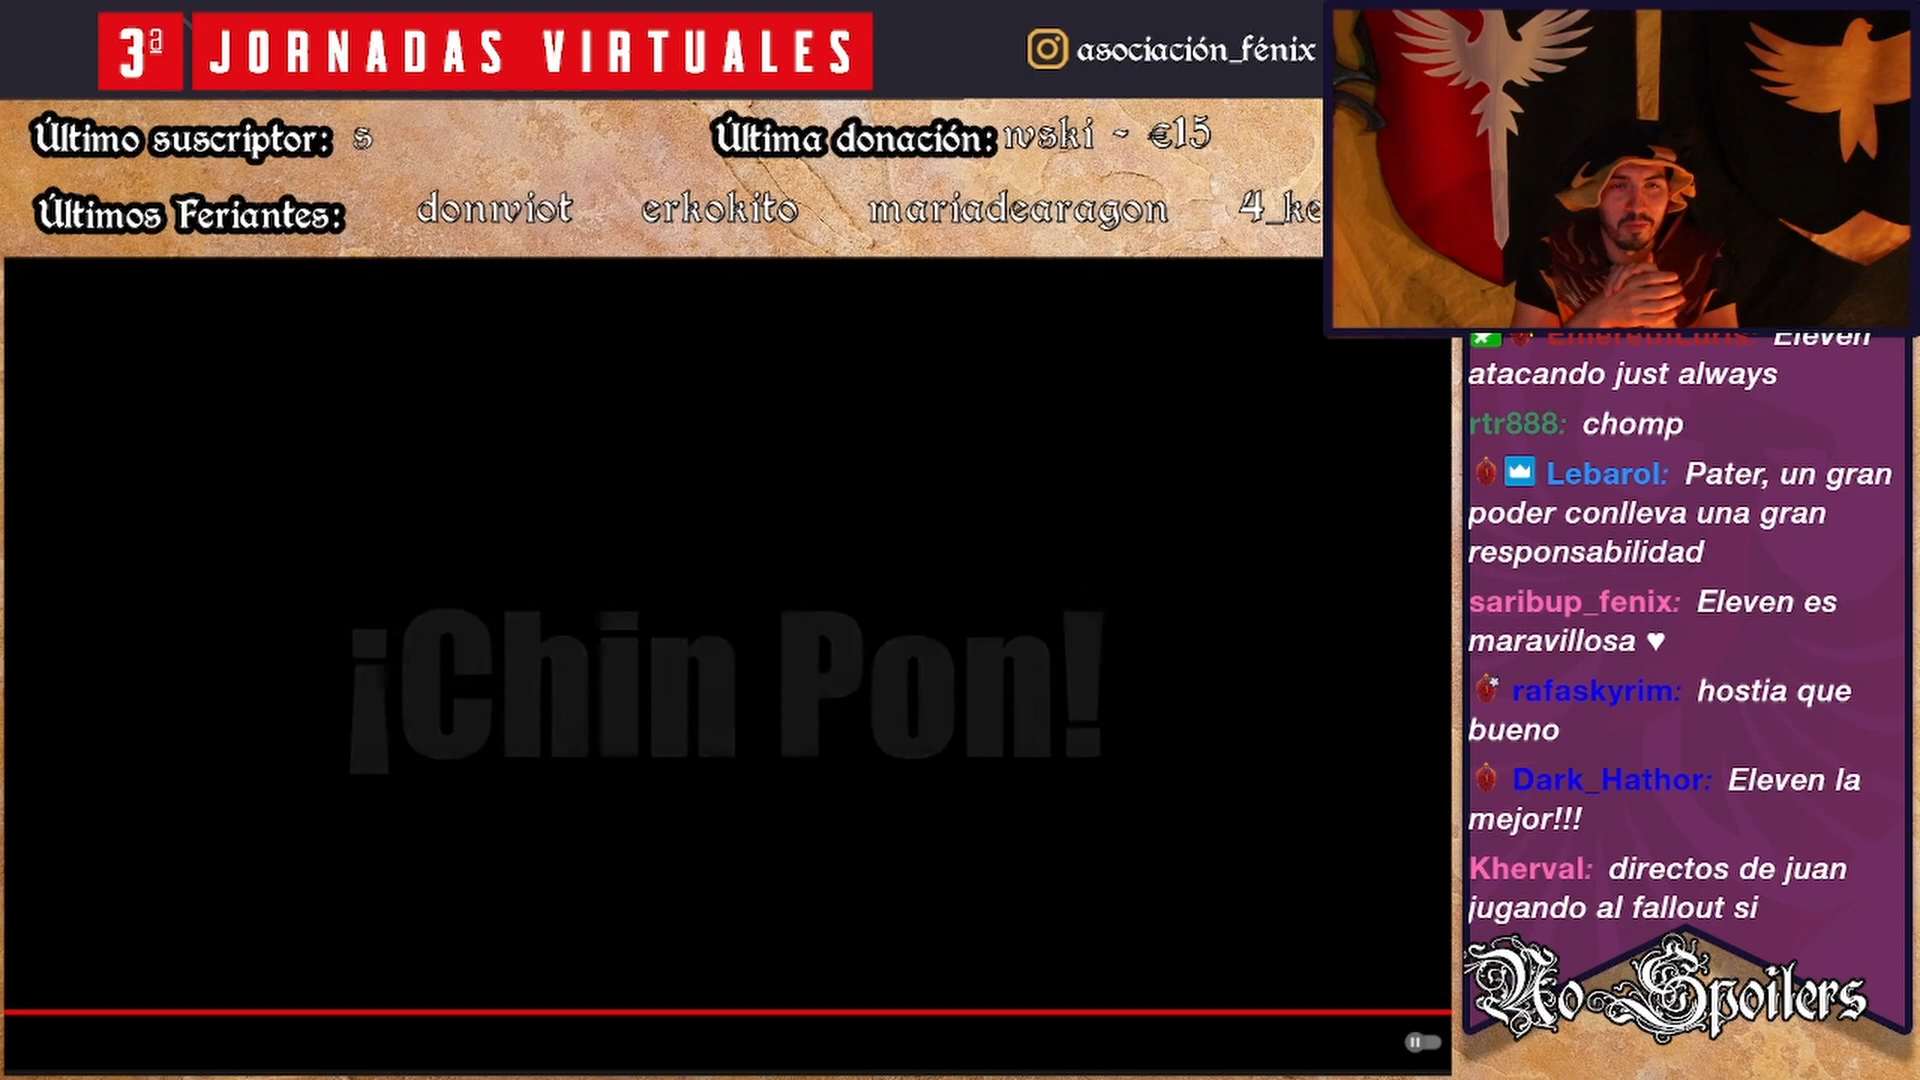 3ª JORNADAS VIRTUALES
asociación_fénix
Último suscriptor: s
Última donación: wski - €15
Últimos Feriantes: donwiot erkokito mariadearagon 4_ke
¡Chin Pon!
Eleven
atacando just always
rtr888: chomp
Lebarol: Pater, un gran
poder conlleva una gran
responsabilidad
saribup_fenix: Eleven es
maravillosa ♥
rafaskyrim: hostia que
bueno
Dark_Hathor: Eleven la
mejor!!!
Kherval: directos de juan
jugando al fallout si
No Spoilers